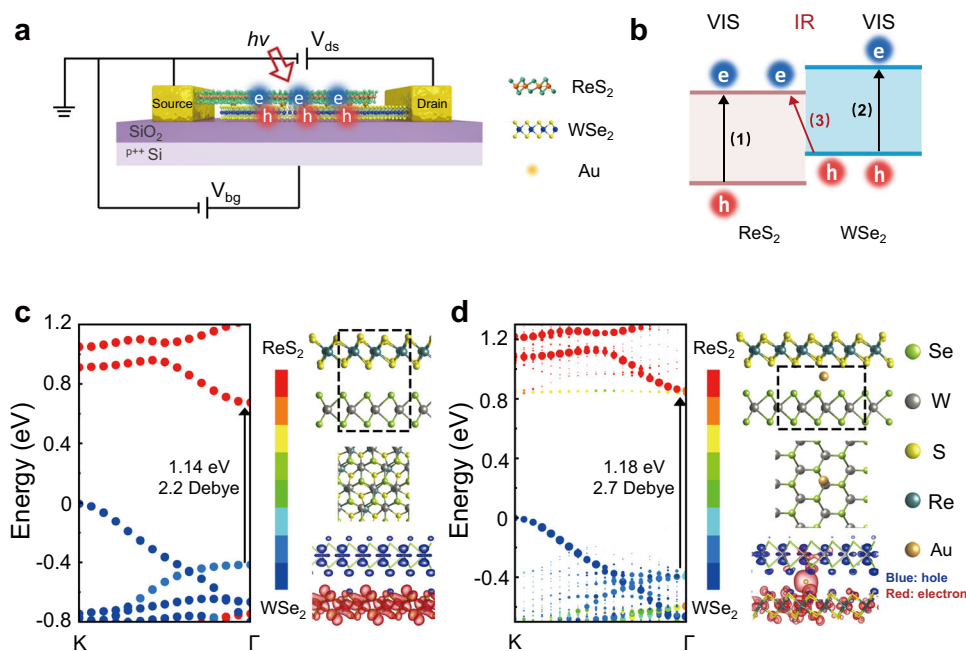 a
hν
V_ds
Source
e e e
h h h
Drain
SiO₂
p++ Si
V_bg
ReS₂
WSe₂
Au
b
VIS IR VIS
e e e
(1) (3) (2)
h h h
ReS₂ WSe₂
c
Energy (eV)
1.2
0.8
0.4
0
-0.4
-0.8
K Γ
1.14 eV
2.2 Debye
ReS₂
WSe₂
d
Energy (eV)
1.2
0.8
0.4
0
-0.4
K Γ
1.18 eV
2.7 Debye
ReS₂
WSe₂
Se
W
S
Re
Au
Blue: hole
Red: electron